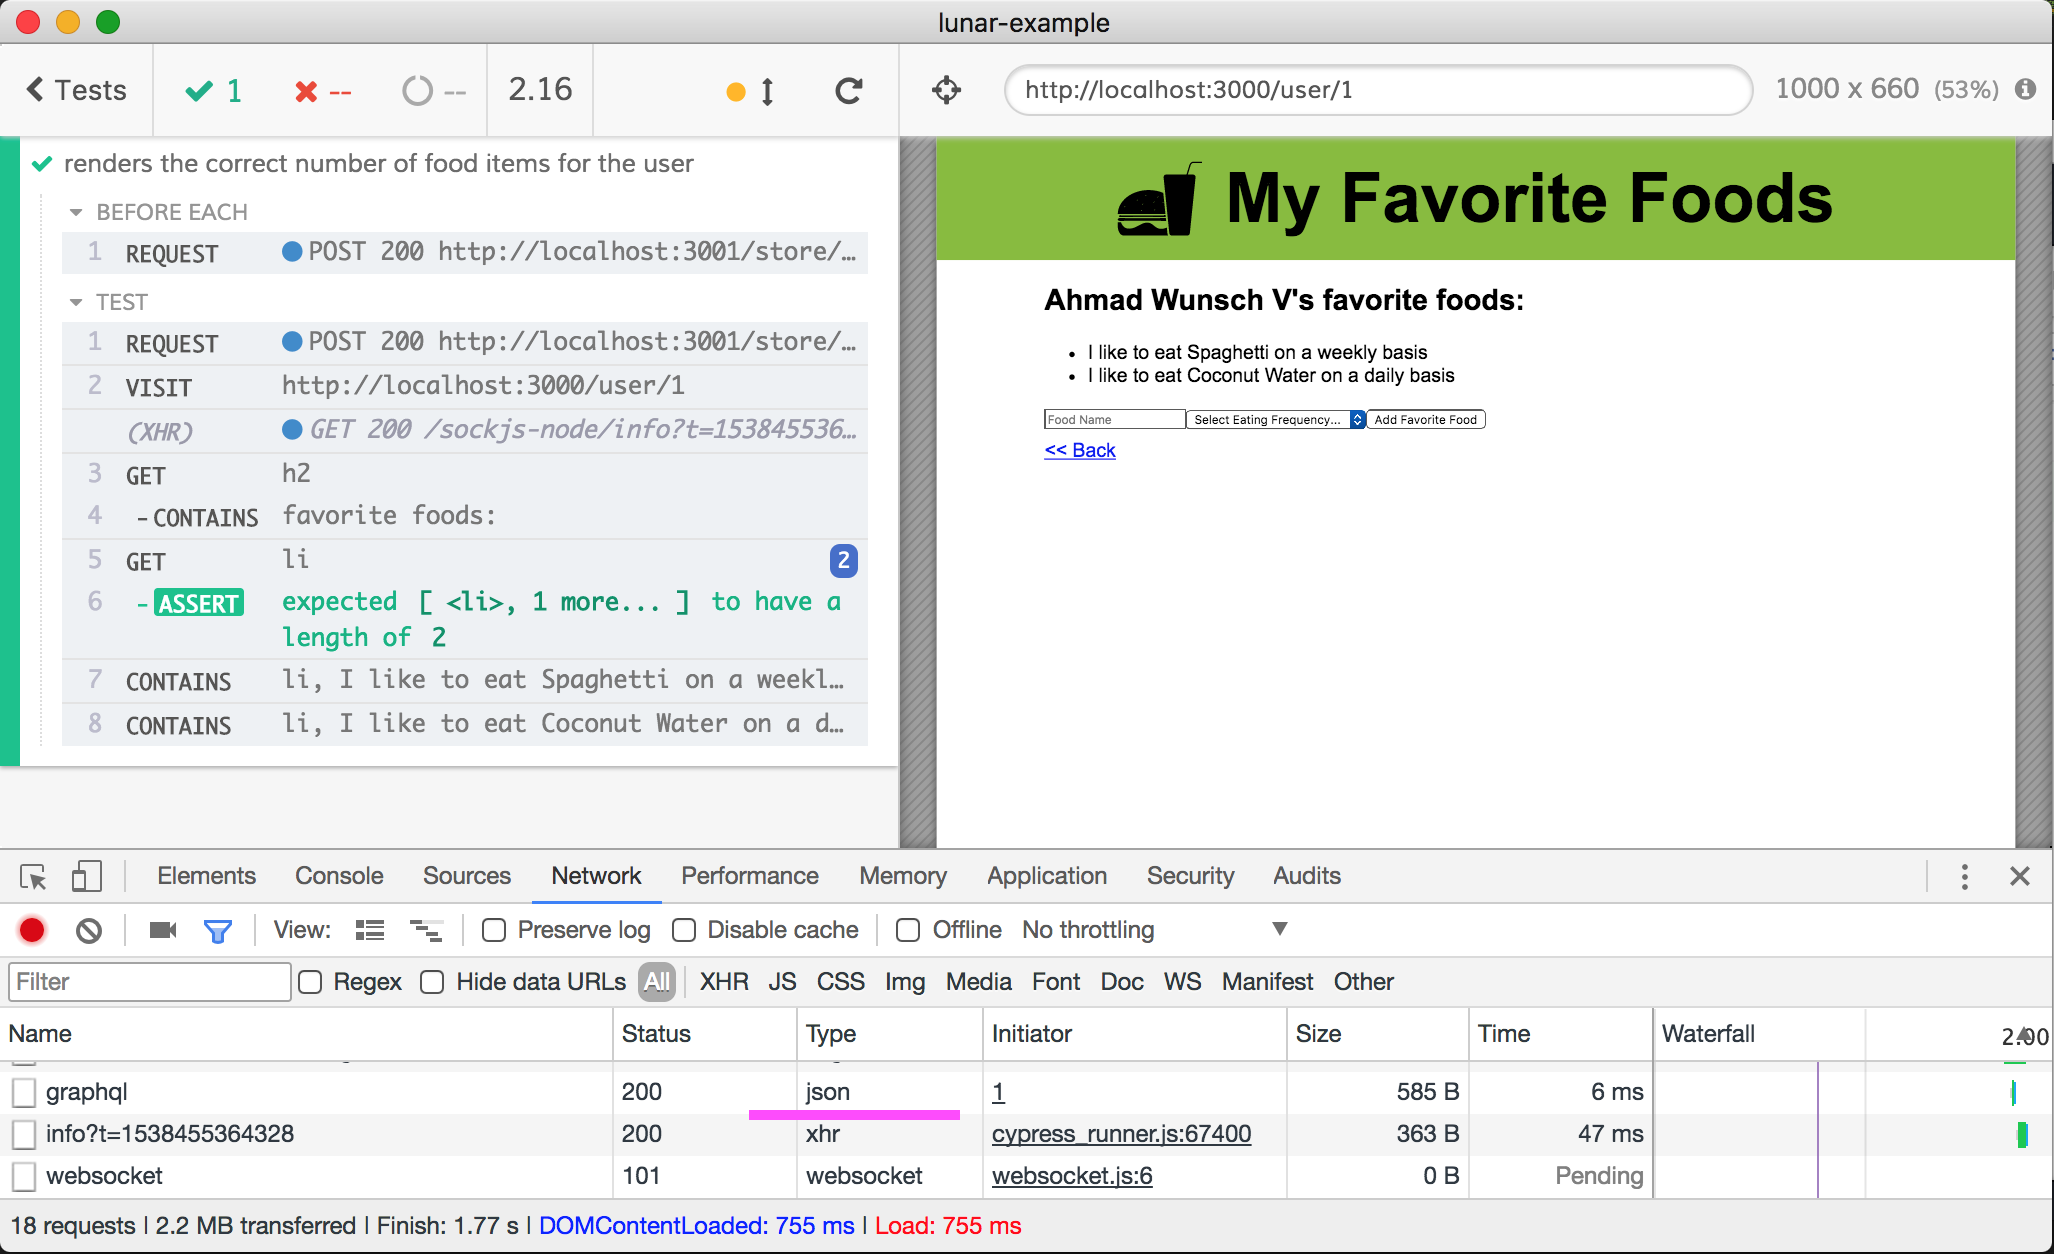 lunar-example
Tests 1 -- -- 2.16
http://localhost:3000/user/1 1000 x 660 (53%)
renders the correct number of food items for the user
BEFORE EACH
1 REQUEST POST 200 http://localhost:3001/store/…
TEST
1 REQUEST POST 200 http://localhost:3001/store/…
2 VISIT http://localhost:3000/user/1
(XHR) GET 200 /sockjs-node/info?t=153845536…
3 GET h2
4 -CONTAINS favorite foods:
5 GET li 2
6 -ASSERT expected [ <li>, 1 more... ] to have a
length of 2
7 CONTAINS li, I like to eat Spaghetti on a weekl…
8 CONTAINS li, I like to eat Coconut Water on a d…
My Favorite Foods
Ahmad Wunsch V's favorite foods:
• I like to eat Spaghetti on a weekly basis
• I like to eat Coconut Water on a daily basis
Food Name Select Eating Frequency... Add Favorite Food
<< Back
Elements Console Sources Network Performance Memory Application Security Audits
View: Preserve log Disable cache Offline No throttling
Filter Regex Hide data URLs All XHR JS CSS Img Media Font Doc WS Manifest Other
Name Status Type Initiator Size Time Waterfall 2.00
graphql 200 json 1 585 B 6 ms
info?t=1538455364328 200 xhr cypress_runner.js:67400 363 B 47 ms
websocket 101 websocket websocket.js:6 0 B Pending
18 requests | 2.2 MB transferred | Finish: 1.77 s | DOMContentLoaded: 755 ms | Load: 755 ms